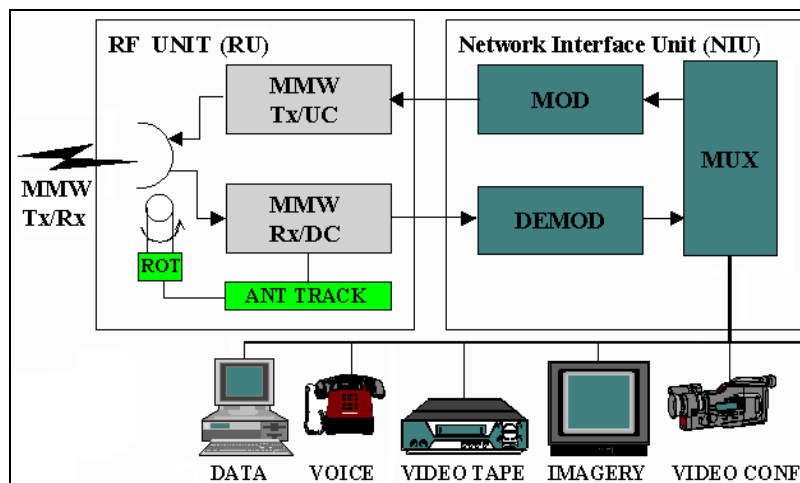 RF UNIT (RU)
Network Interface Unit (NIU)
MMW
Tx/UC
MOD
MUX
MMW
Tx/Rx
MMW
Rx/DC
DEMOD
ROT
ANT TRACK
DATA
VOICE
VIDEO TAPE
IMAGERY
VIDEO CONF